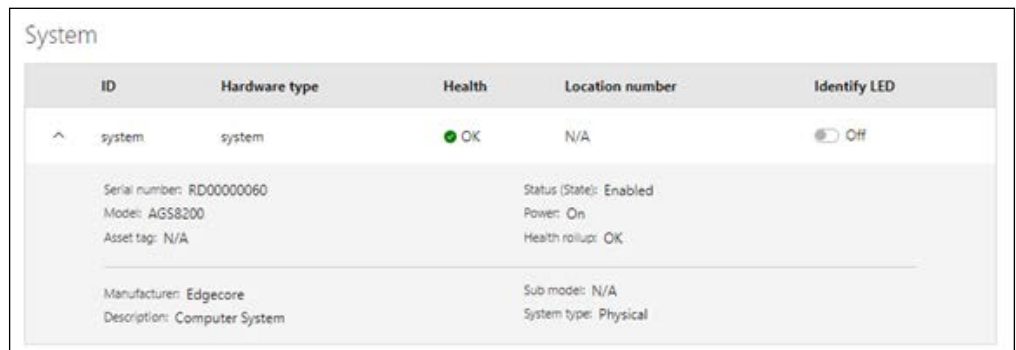 System
ID Hardware type Health Location number Identify LED
system system OK N/A Off
Serial number: RD00000060 Status (State): Enabled
Model: AGS8200 Power: On
Asset tag: N/A Health rollup: OK
Manufacturer: Edgecore Sub model: N/A
Description: Computer System System type: Physical